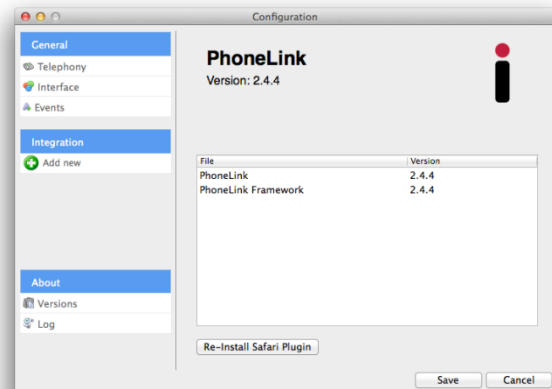 Configuration
General
Telephony
Interface
Events
Integration
Add new
About
Versions
Log
PhoneLink
Version: 2.4.4
File Version
PhoneLink 2.4.4
PhoneLink Framework 2.4.4
Re-Install Safari Plugin
Save Cancel